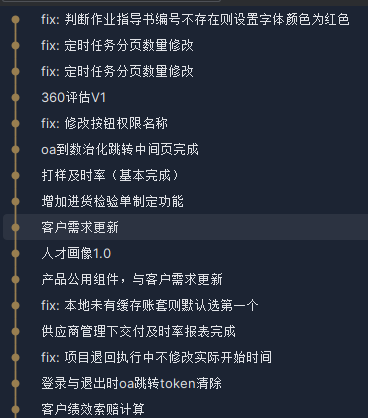 fix: 判断作业指导书编号不存在则设置字体颜色为红色
fix: 定时任务分页数量修改
fix: 定时任务分页数量修改
360评估V1
fix: 修改按钮权限名称
oa到数治化跳转中间页完成
打样及时率（基本完成）
增加进货检验单制定功能
客户需求更新
人才画像1.0
产品公用组件，与客户需求更新
fix: 本地未有缓存账套则默认选第一个
供应商管理下交付及时率报表完成
fix: 项目退回执行中不修改实际开始时间
登录与退出时oa跳转token清除
客户绩效索赔计算